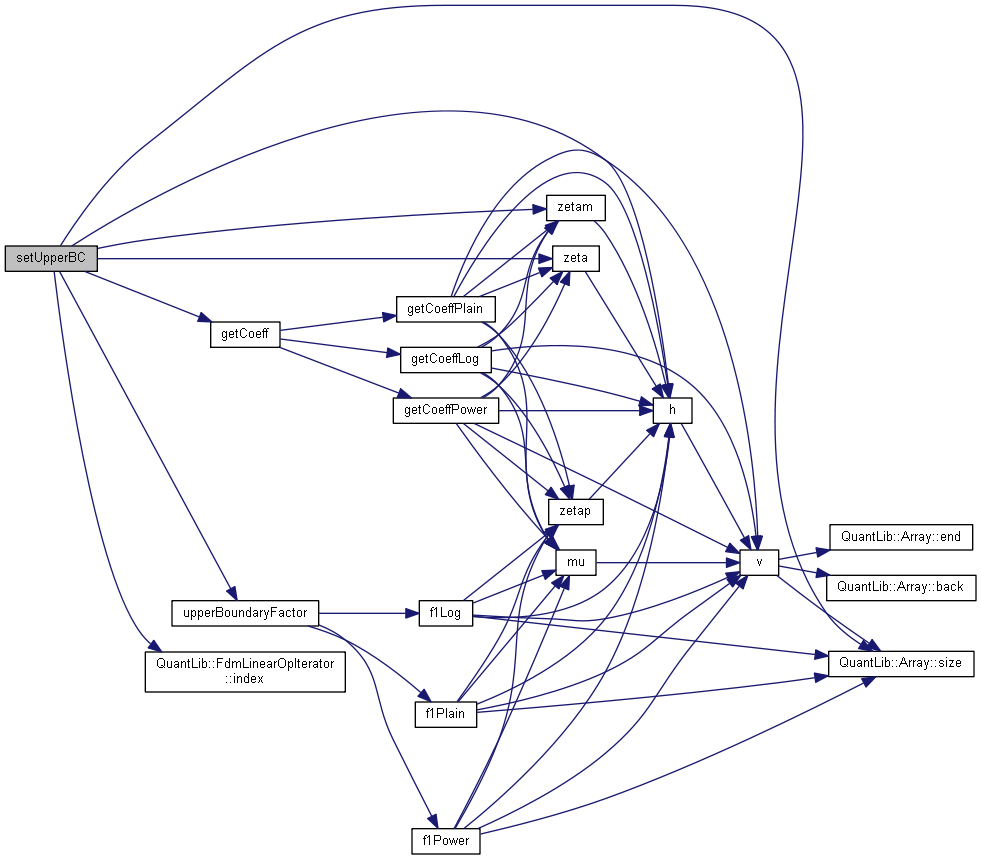 zetam
setUpperBC
zeta
getCoeffPlain
getCoeff
getCoeffLog
getCoeffPower
h
zetap
QuantLib::Array::end
mu
v
QuantLib::Array::back
upperBoundaryFactor
f1Log
QuantLib::FdmLinearOpIterator
::index
QuantLib::Array::size
f1Plain
f1Power